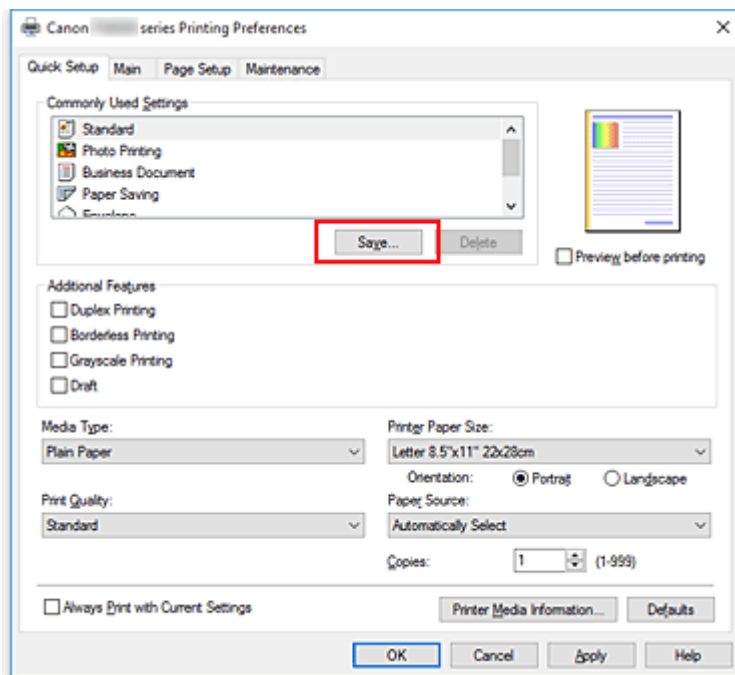 Canon series Printing Preferences
Quick Setup Main Page Setup Maintenance
Commonly Used Settings
Standard
Photo Printing
Business Document
Paper Saving
Save... Delete
Preview before printing
Additional Features
Duplex Printing
Borderless Printing
Grayscale Printing
Draft
Media Type: Printer Paper Size:
Plain Paper Letter 8.5"x11" 22x28cm
Orientation: Portrait Landscape
Print Quality: Paper Source:
Standard Automatically Select
Copies: 1 (1-999)
Always Print with Current Settings Printer Media Information... Defaults
OK Cancel Apply Help